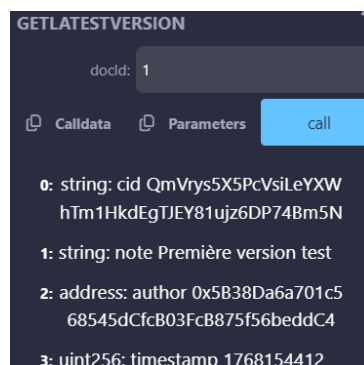 GETLATESTVERSION
docId: 1
Calldata Parameters call
0: string: cid QmVrys5X5PcVsiLeYXW
hTm1HkdEgTJEY81ujz6DP74Bm5N
1: string: note Première version test
2: address: author 0x5B38Da6a701c5
68545dCfcB03FcB875f56beddC4
3: uint256: timestamp 1768154412